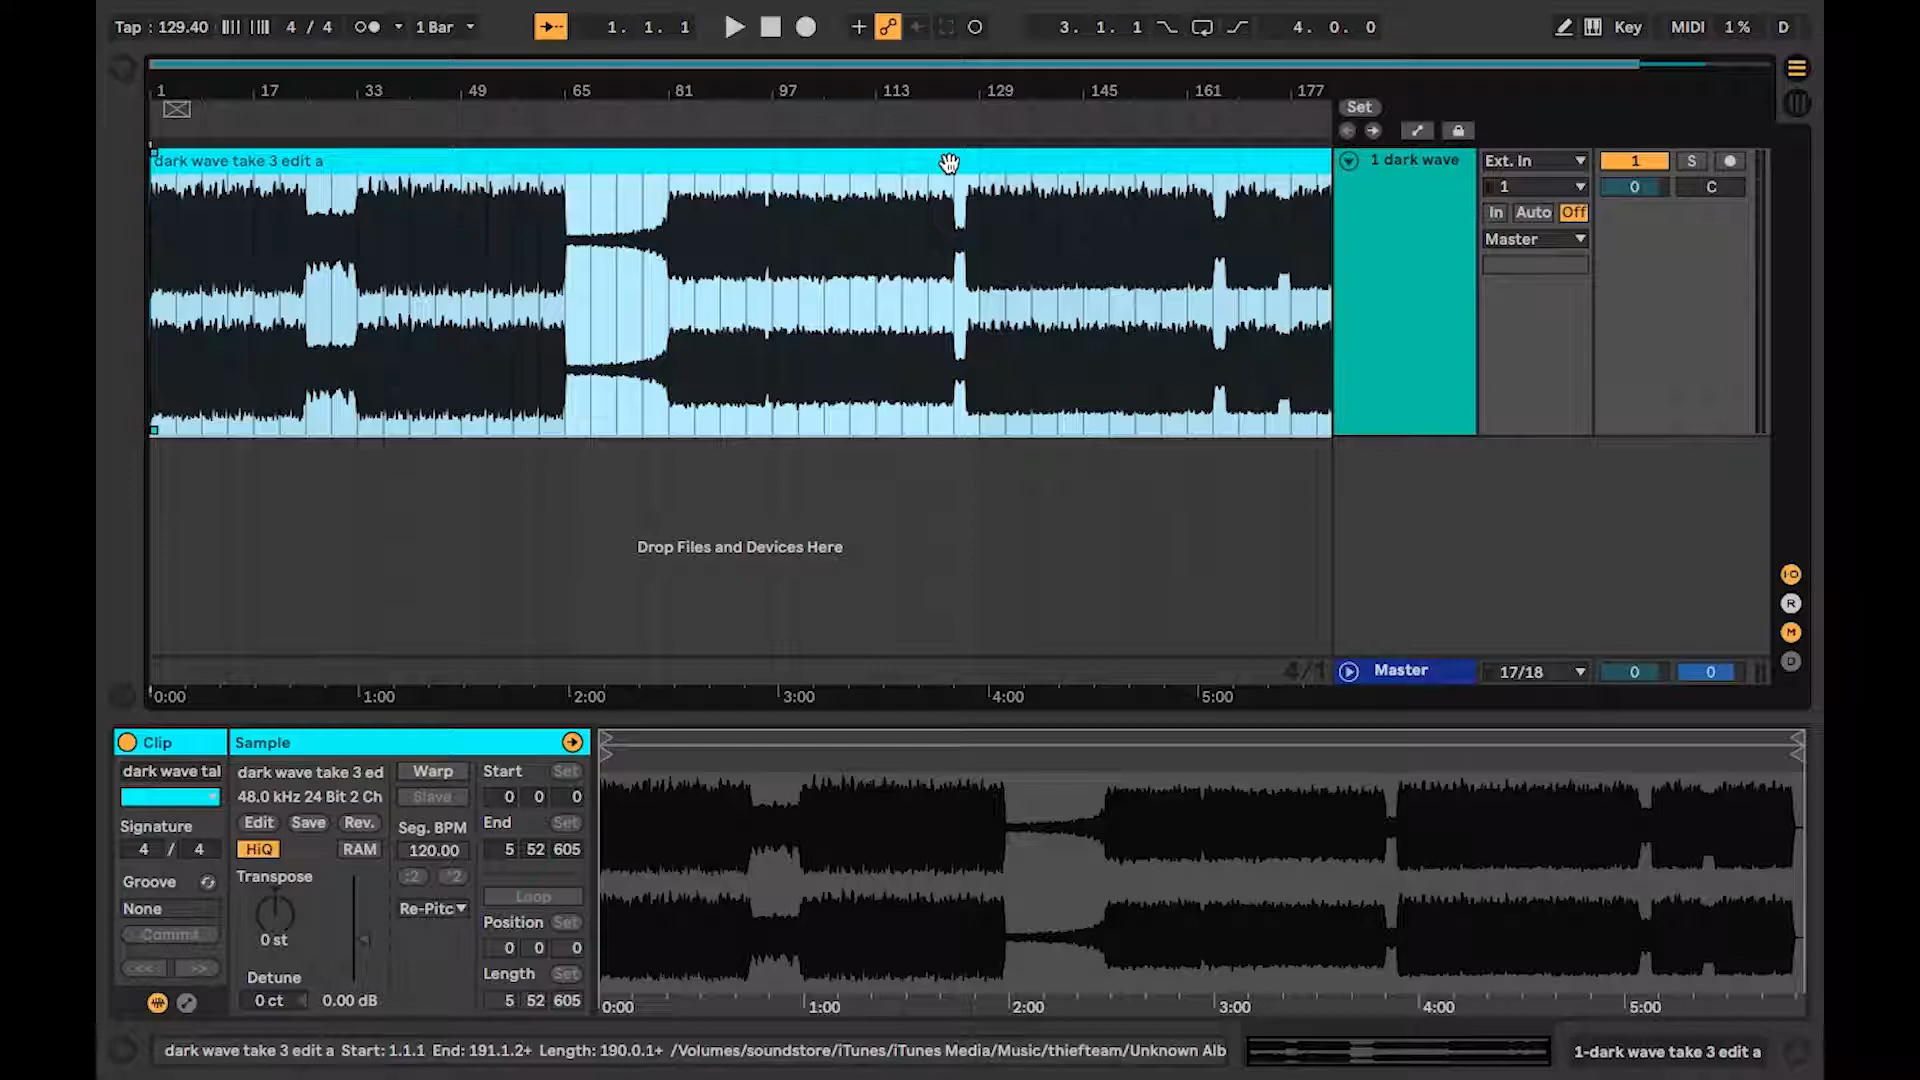 Tap : 129.40 4 / 4 1 Bar 1. 1. 1 3. 1. 1 4. 0. 0 Key MIDI 1 % D
1 17 33 49 65 81 97 113 129 145 161 177
Set
dark wave take 3 edit a
1 dark wave Ext. In 1 S
1 0 C
In Auto Off
Master
Drop Files and Devices Here
I·O
R
M
D
4/1 Master 17/18 0 0
0:00 1:00 2:00 3:00 4:00 5:00
Clip Sample
dark wave tal dark wave take 3 ed Warp Start Set
48.0 kHz 24 Bit 2 Ch Slave 0 0 0
Signature Edit Save Rev. Seg. BPM End Set
4 / 4 HiQ RAM 120.00 5 52 605
Groove Transpose :2 *2
None Re-Pitc Loop
Commit Position Set
0 st 0 0 0
<<< >> Detune Length Set
0 ct 0.00 dB 5 52 605
0:00 1:00 2:00 3:00 4:00 5:00
dark wave take 3 edit a Start: 1.1.1 End: 191.1.2+ Length: 190.0.1+ /Volumes/soundstore/iTunes/iTunes Media/Music/thiefteam/Unknown Alb
1-dark wave take 3 edit a